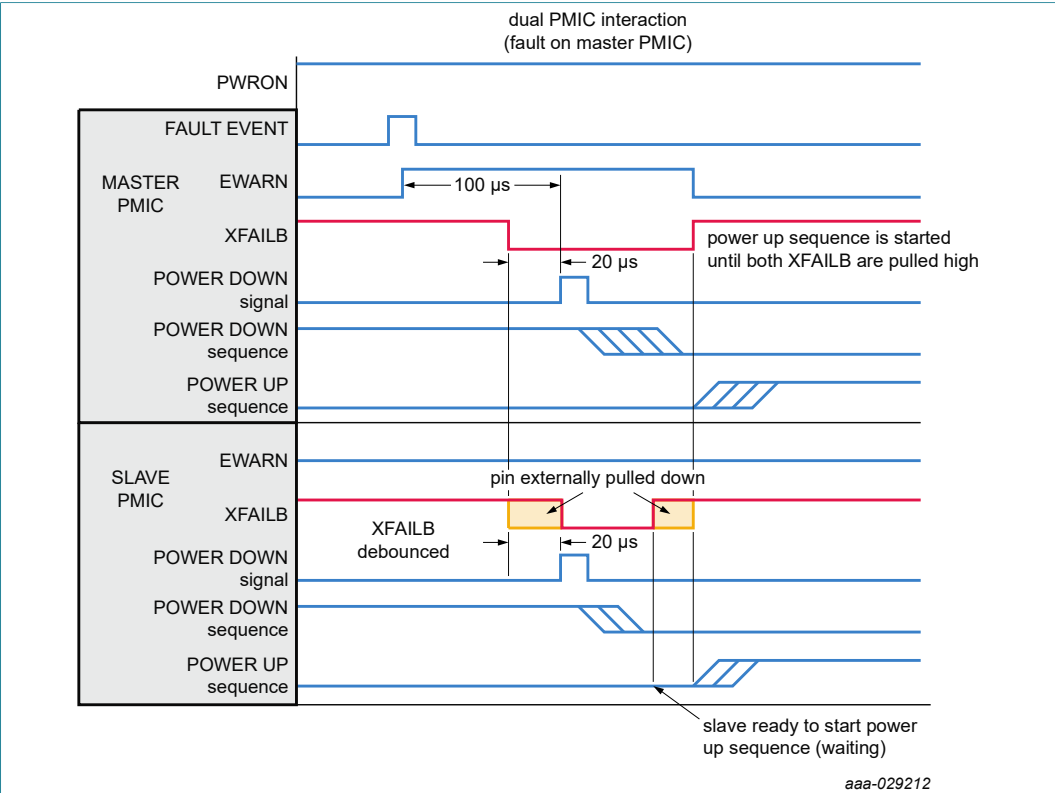 dual PMIC interaction
(fault on master PMIC)
PWRON
FAULT EVENT
MASTER
PMIC
EWARN
100 µs
XFAILB
power up sequence is started
until both XFAILB are pulled high
20 µs
POWER DOWN
signal
POWER DOWN
sequence
POWER UP
sequence
SLAVE
PMIC
EWARN
pin externally pulled down
XFAILB
XFAILB
debounced
20 µs
POWER DOWN
signal
POWER DOWN
sequence
POWER UP
sequence
slave ready to start power
up sequence (waiting)
aaa-029212